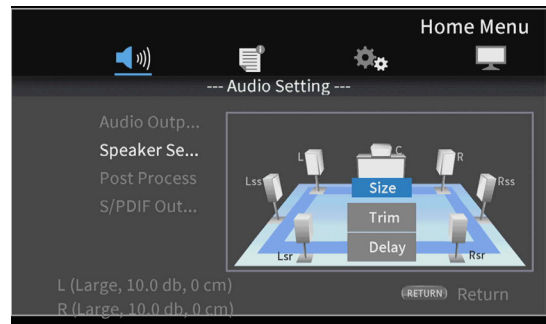 Home Menu
--- Audio Setting ---
Audio Outp...
Speaker Se...
Post Process
S/PDIF Out...
L
C
R
Lss
Rss
Size
Trim
Delay
Lsr
Rsr
L (Large, 10.0 db, 0 cm)
R (Large, 10.0 db, 0 cm)
RETURN Return